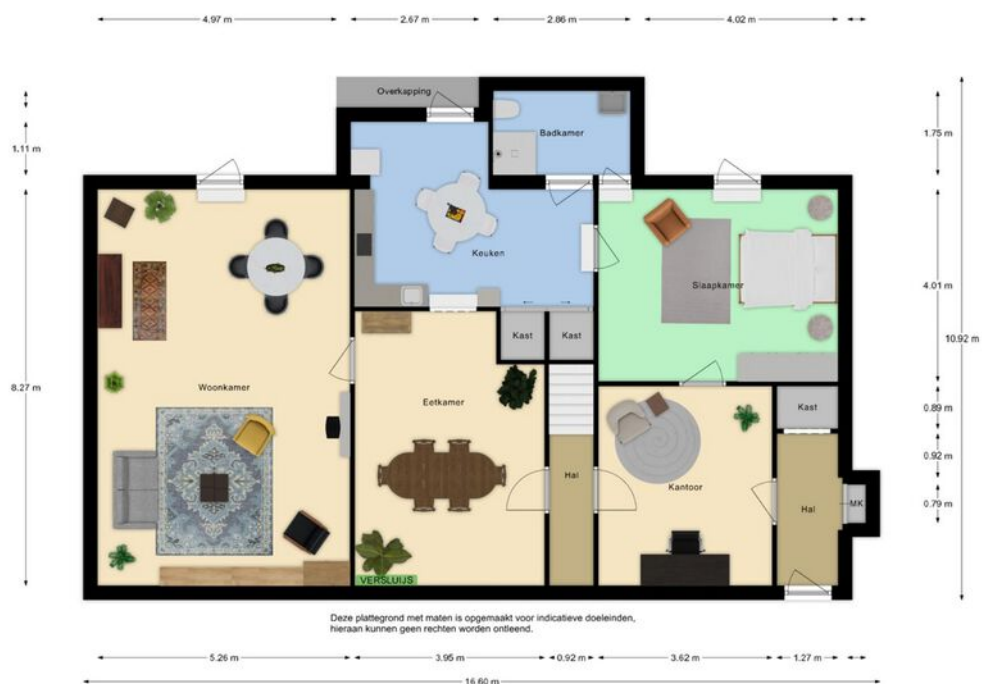 4.97 m 2.67 m 2.86 m 4.02 m
Overkapping
1.11 m
Badkamer
1.75 m
Keuken
Slaapkamer
4.01 m
10.92 m
Kast Kast
8.27 m
Woonkamer
Eetkamer
Kast
0.89 m
0.92 m
Hal
Kantoor
0.79 m
MK
Hal
VERSLUIJS
Deze plattegrond met maten is opgemaakt voor indicatieve doeleinden,
hieraan kunnen geen rechten worden ontleend.
5.26 m 3.95 m 0.92 m 3.62 m 1.27 m
16.60 m